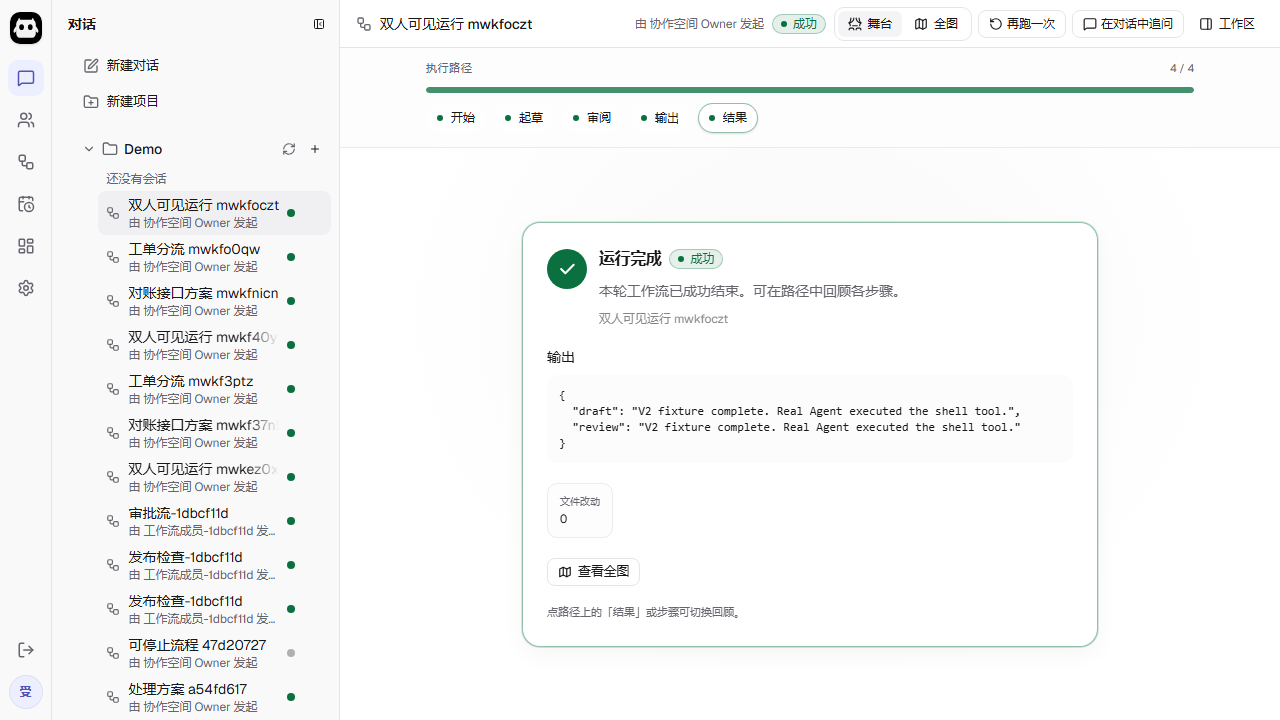 对话
新建对话
新建项目
Demo
还没有会话
双人可见运行 mwkfoczt
由 协作空间 Owner 发起
工单分流 mwkfo0qw
由 协作空间 Owner 发起
对账接口方案 mwkfnicn
由 协作空间 Owner 发起
双人可见运行 mwkf40y
由 协作空间 Owner 发起
工单分流 mwkf3ptz
由 协作空间 Owner 发起
对账接口方案 mwkf37n
由 协作空间 Owner 发起
双人可见运行 mwkez0x
由 协作空间 Owner 发起
审批流-1dbcf11d
由 工作流成员-1dbcf11d 发...
发布检查-1dbcf11d
由 工作流成员-1dbcf11d 发...
发布检查-1dbcf11d
由 工作流成员-1dbcf11d 发...
可停止流程 47d20727
由 协作空间 Owner 发起
处理方案 a54fd617
由 协作空间 Owner 发起
受
双人可见运行 mwkfoczt
由 协作空间 Owner 发起
成功
舞台
全图
再跑一次
在对话中追问
工作区
执行路径
4 / 4
开始
起草
审阅
输出
结果
运行完成
成功
本轮工作流已成功结束。可在路径中回顾各步骤。
双人可见运行 mwkfoczt
输出
{
"draft": "V2 fixture complete. Real Agent executed the shell tool.",
"review": "V2 fixture complete. Real Agent executed the shell tool."
}
文件改动
0
查看全图
点路径上的「结果」或步骤可切换回顾。